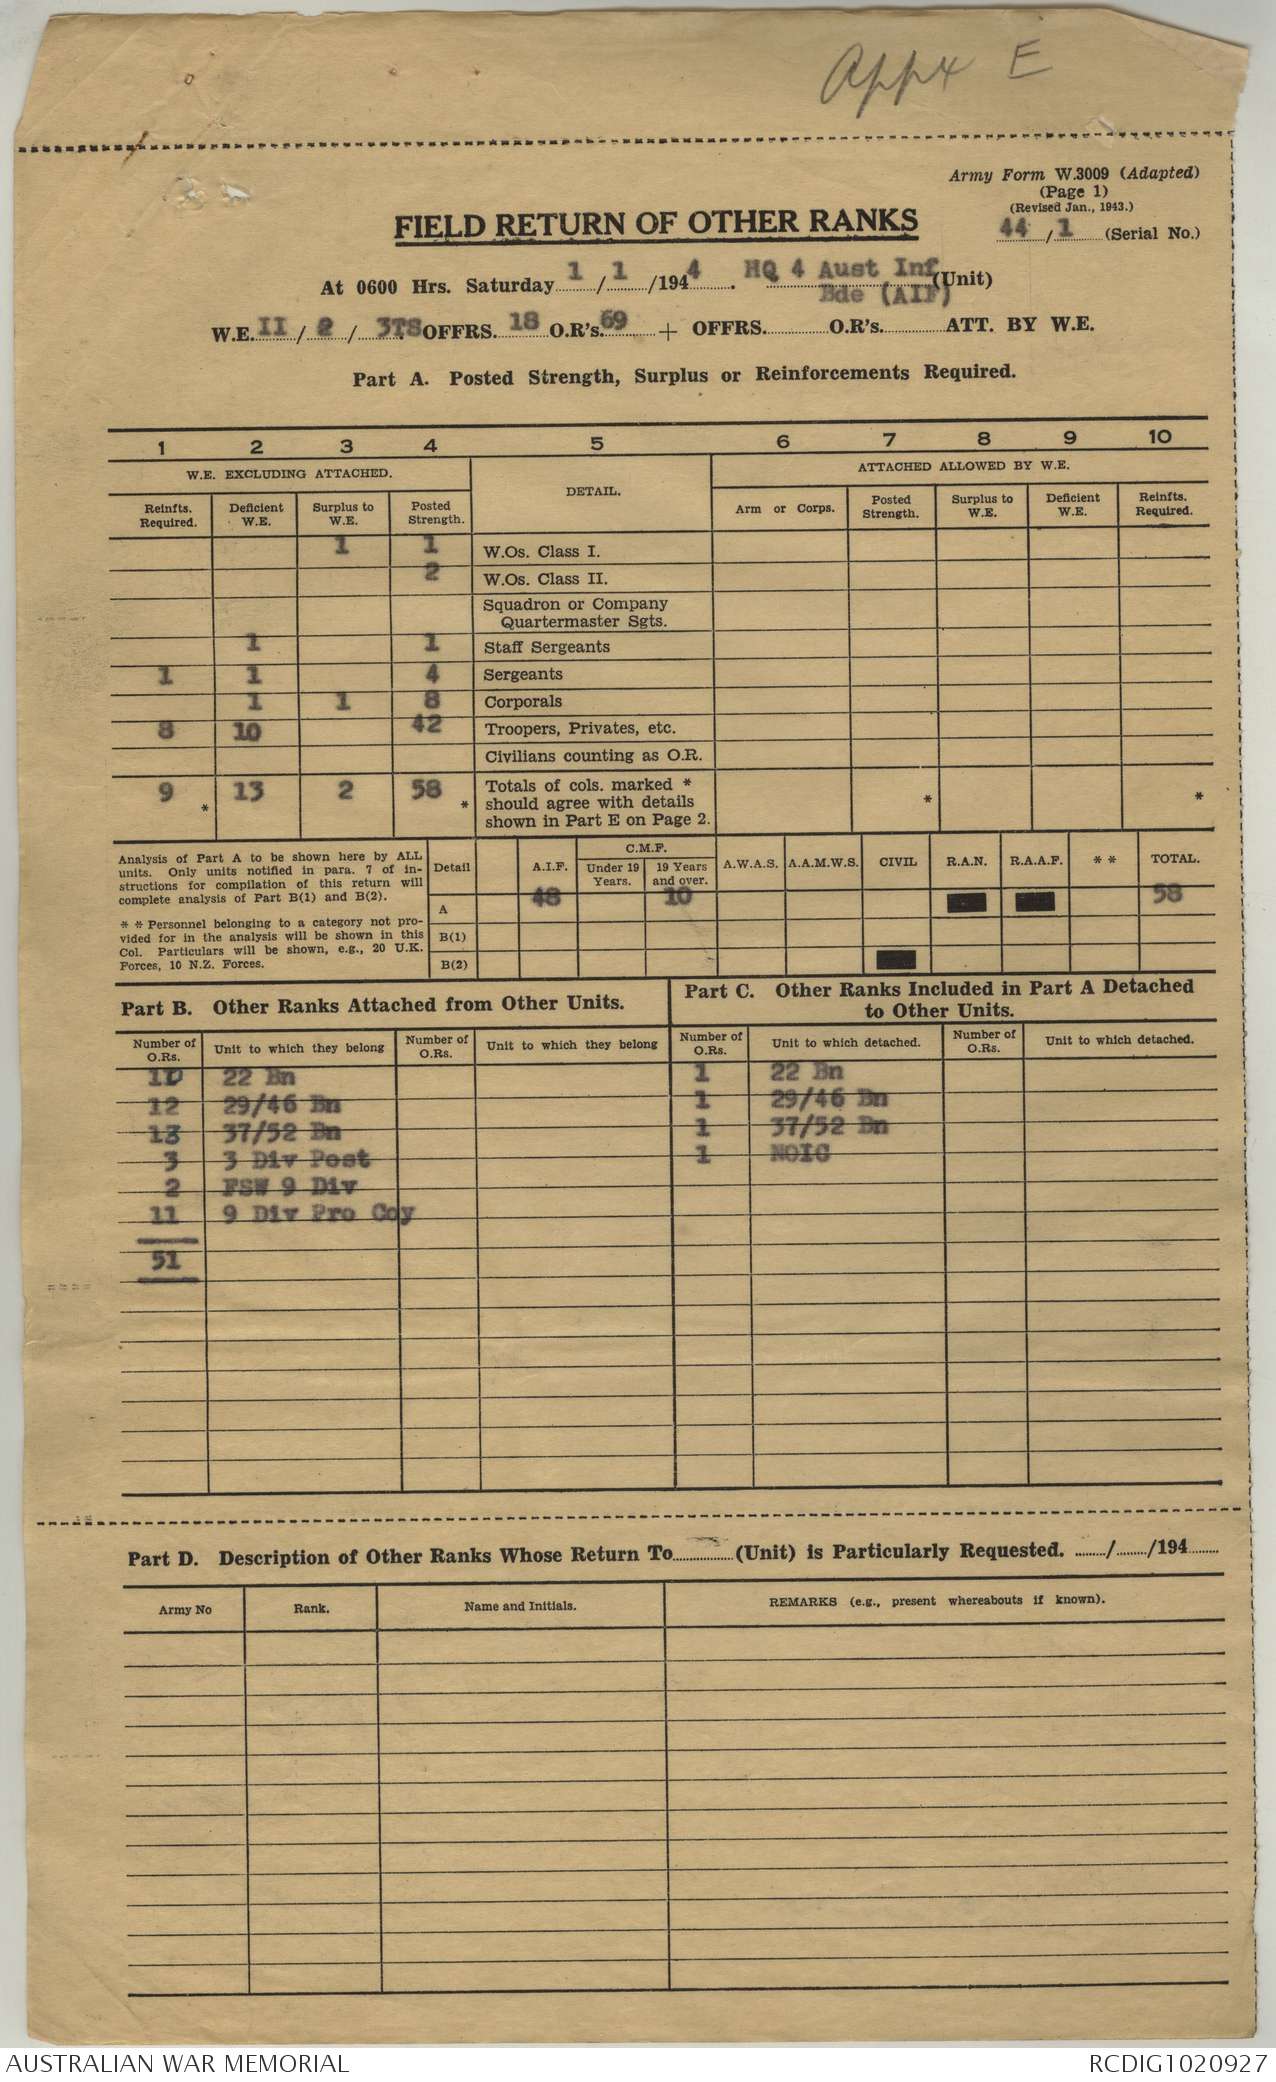 Appx E
Army Form W.3009 (Adapted)
(Page 1)
(Revised Jan., 1943.)
FIELD RETURN OF OTHER RANKS
44/1 (Serial No.)
At 0600 Hrs. Saturday 1/1/1944. HQ 4 Aust Inf (Unit)
Bde (AIF)
W.E. II/2/3TS OFFRS. 18 O.R's. 69 + OFFRS. O.R's. ATT. BY W.E.
Part A. Posted Strength, Surplus or Reinforcements Required.
1 2 3 4 5 6 7 8 9 10
W.E. EXCLUDING ATTACHED. DETAIL. ATTACHED ALLOWED BY W.E.
Reinfts. Required. Deficient W.E. Surplus to W.E. Posted Strength. Arm or Corps. Posted Strength. Surplus to W.E. Deficient W.E. Reinfts. Required.
1 1 W.Os. Class I.
2 W.Os. Class II.
Squadron or Company
Quartermaster Sgts.
1 1 Staff Sergeants
1 1 4 Sergeants
1 1 8 Corporals
8 10 42 Troopers, Privates, etc.
Civilians counting as O.R.
9 * 13 2 58 * Totals of cols. marked *
should agree with details * *
shown in Part E on Page 2.
Analysis of Part A to be shown here by ALL
units. Only units notified in para. 7 of in-
structions for compilation of this return will
complete analysis of Part B(1) and B(2).
* * Personnel belonging to a category not pro-
vided for in the analysis will be shown in this
Col. Particulars will be shown, e.g., 20 U.K.
Forces, 10 N.Z. Forces.
Detail A.I.F. C.M.F. Under 19 Years. 19 Years and over. A.W.A.S. A.A.M.W.S. CIVIL R.A.N. R.A.A.F. * * TOTAL.
A 48 10 58
B(1)
B(2)
Part B. Other Ranks Attached from Other Units.
Number of O.Rs. Unit to which they belong Number of O.Rs. Unit to which they belong
10 22 Bn
12 29/46 Bn
13 37/52 Bn
3 3 Div Post
2 FSW 9 Div
11 9 Div Pro Coy
51
Part C. Other Ranks Included in Part A Detached
to Other Units.
Number of O.Rs. Unit to which detached. Number of O.Rs. Unit to which detached.
1 22 Bn
1 29/46 Bn
1 37/52 Bn
1 NOIC
Part D. Description of Other Ranks Whose Return To (Unit) is Particularly Requested. / /194
Army No Rank. Name and Initials. REMARKS (e.g., present whereabouts if known).
AUSTRALIAN WAR MEMORIAL
RCDIG1020927